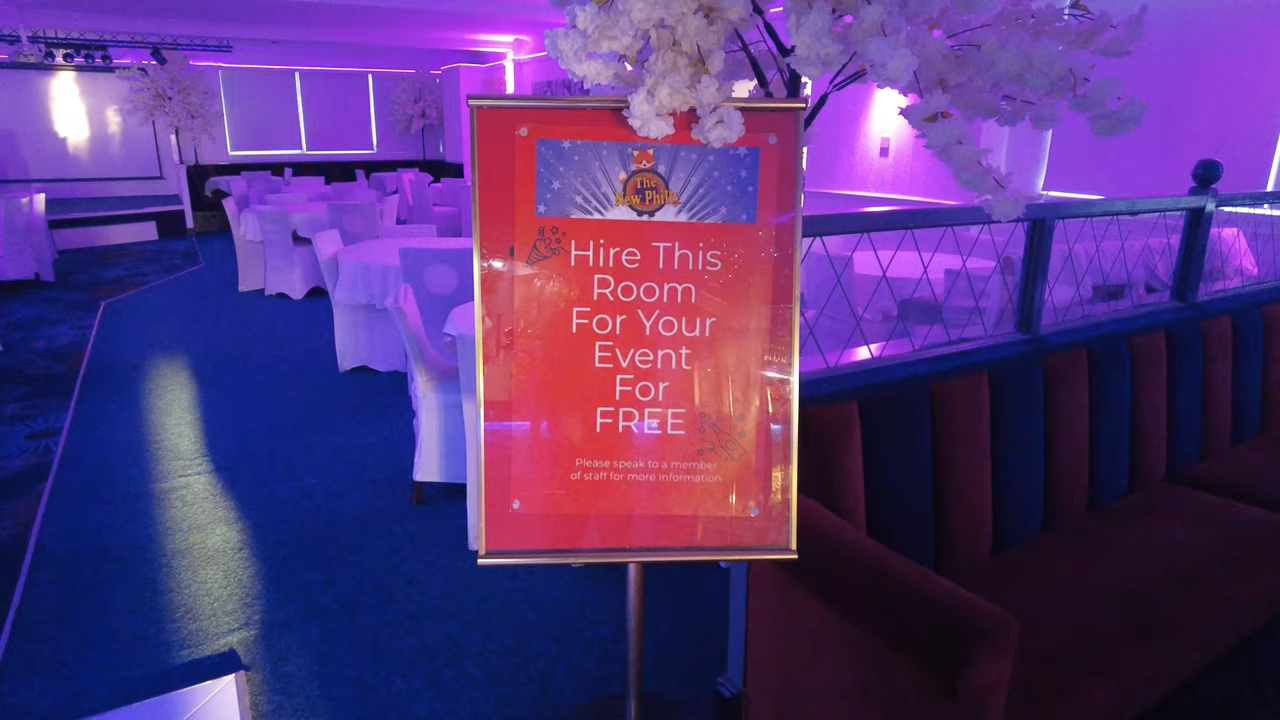 The
New Phills
Hire This
Room
For Your
Event
For
FREE
Please speak to a member
of staff for more information